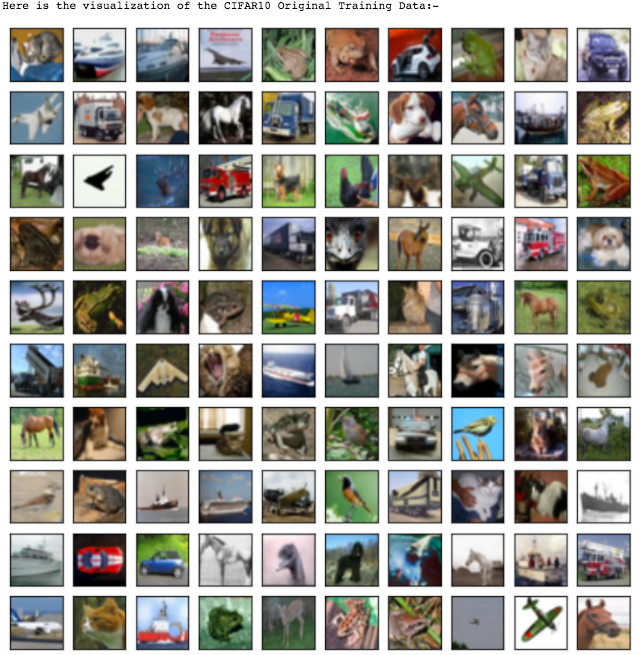 Here is the visualization of the CIFAR10 Original Training Data:-